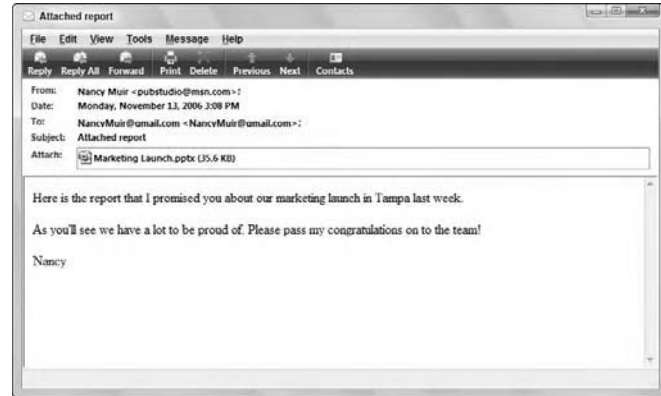 Attached report
File Edit View Tools Message Help
Reply Reply All Forward Print Delete Previous Next Contacts
From: Nancy Muir <pubstudio@msn.com>;
Date: Monday, November 13, 2006 3:08 PM
To: NancyMuir@gmail.com <NancyMuir@gmail.com>;
Subject: Attached report
Attach: Marketing Launch.pptx (35.6 KB)
Here is the report that I promised you about our marketing launch in Tampa last week.
As you'll see we have a lot to be proud of. Please pass my congratulations on to the team!
Nancy